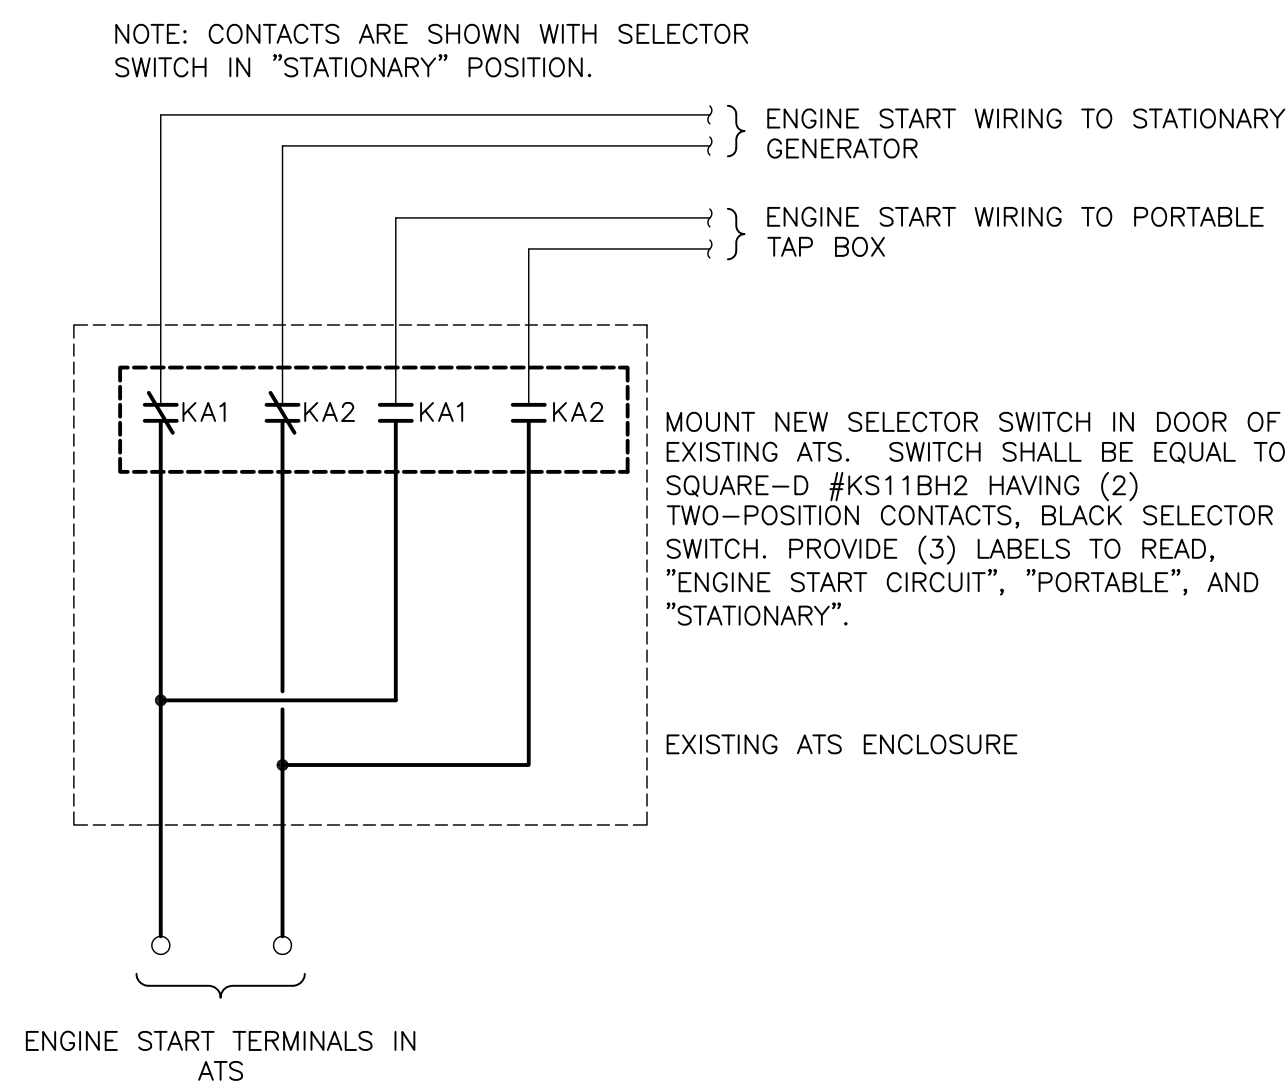 NOTE: CONTACTS ARE SHOWN WITH SELECTOR
SWITCH IN "STATIONARY" POSITION.
ENGINE START WIRING TO STATIONARY
GENERATOR
ENGINE START WIRING TO PORTABLE
TAP BOX
KA1
KA2
KA1
KA2
MOUNT NEW SELECTOR SWITCH IN DOOR OF
EXISTING ATS. SWITCH SHALL BE EQUAL TO
SQUARE-D #KS11BH2 HAVING (2)
TWO-POSITION CONTACTS, BLACK SELECTOR
SWITCH. PROVIDE (3) LABELS TO READ,
"ENGINE START CIRCUIT", "PORTABLE", AND
"STATIONARY".
EXISTING ATS ENCLOSURE
ENGINE START TERMINALS IN
ATS